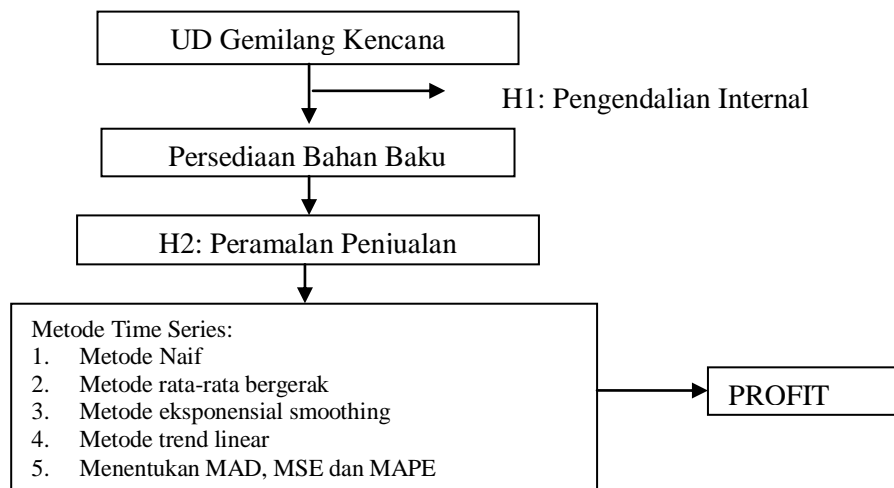 UD Gemilang Kencana
H1: Pengendalian Internal
Persediaan Bahan Baku
H2: Peramalan Penjualan
Metode Time Series:
1. Metode Naif
2. Metode rata-rata bergerak
3. Metode eksponensial smoothing
4. Metode trend linear
5. Menentukan MAD, MSE dan MAPE
PROFIT